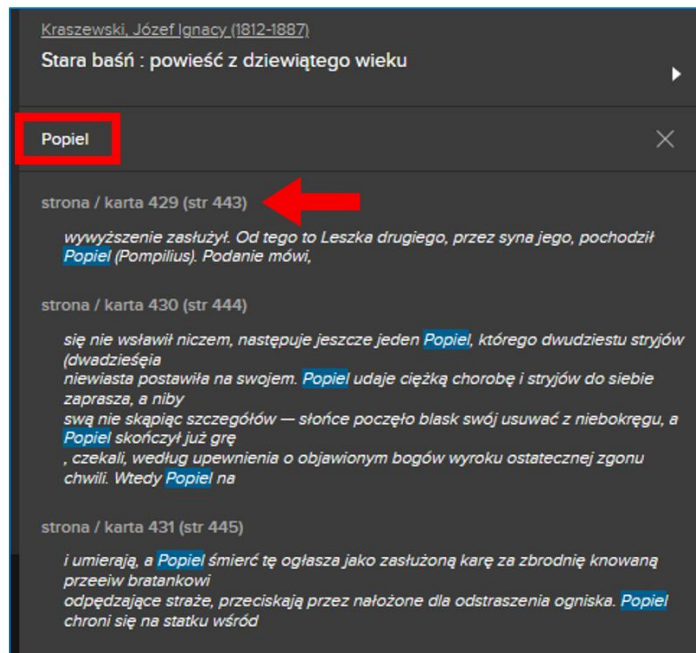 Kraszewski, Józef Ignacy (1812-1887)
Stara baśń : powieść z dziewiątego wieku
Popiel
strona / karta 429 (str 443)
wywyższenie zasłużył. Od tego to Leszka drugiego, przez syna jego, pochodził
Popiel (Pompilius). Podanie mówi,
strona / karta 430 (str 444)
się nie wsławił niczem, następuje jeszcze jeden Popiel, którego dwudziestu stryjów
(dwadzieśęia
niewiasta postawiła na swojem. Popiel udaje ciężką chorobę i stryjów do siebie
zaprasza, a niby
swą nie skąpiąc szczegółów — słońce poczęło blask swój usuwać z niebokręgu, a
Popiel skończył już grę
, czekali, według upewnienia o objawionym bogów wyroku ostatecznej zgonu
chwili. Wtedy Popiel na
strona / karta 431 (str 445)
i umierają, a Popiel śmierć tę ogłasza jako zasłużoną karę za zbrodnię knowaną
przeeiw bratankowi
odpędzające straże, przeciskają przez nałożone dla odstraszenia ogniska. Popiel
chroni się na statku wśród